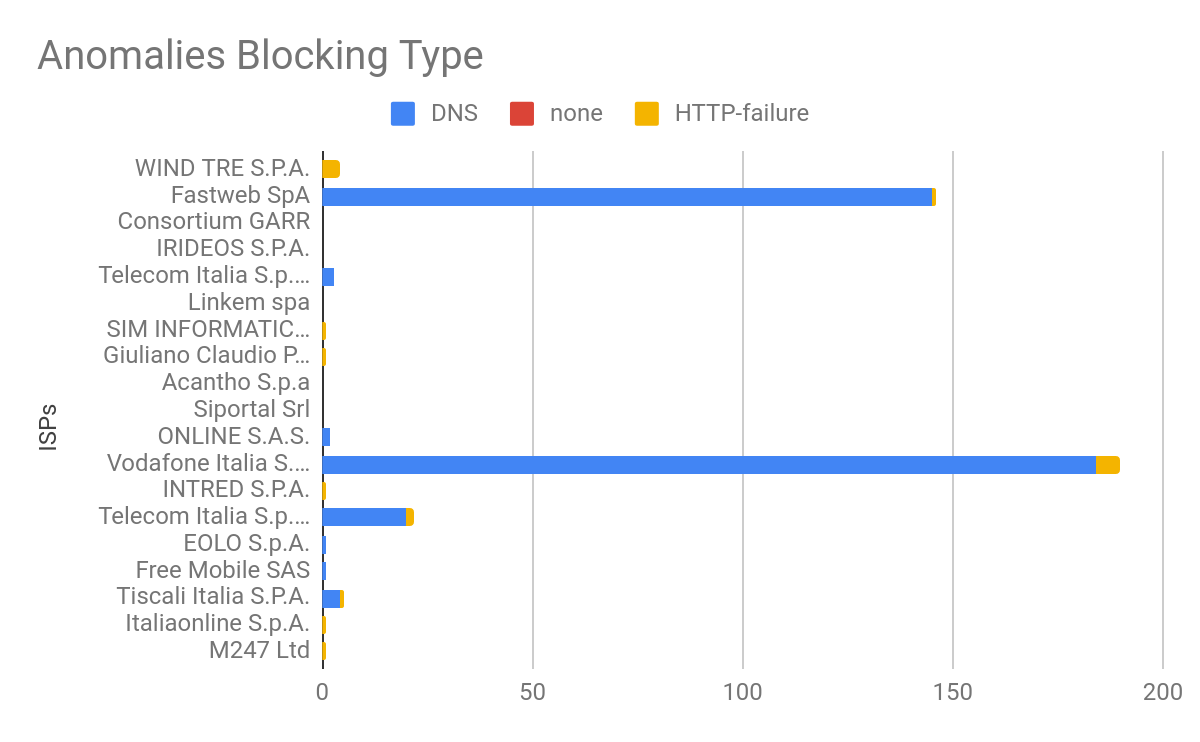 Anomalies Blocking Type
DNS none HTTP-failure
WIND TRE S.P.A.
Fastweb SpA
Consortium GARR
IRIDEOS S.P.A.
Telecom Italia S.p.…
Linkem spa
SIM INFORMATIC…
Giuliano Claudio P…
Acantho S.p.a
Siportal Srl
ONLINE S.A.S.
Vodafone Italia S.…
INTRED S.P.A.
Telecom Italia S.p.…
EOLO S.p.A.
Free Mobile SAS
Tiscali Italia S.P.A.
Italiaonline S.p.A.
M247 Ltd
ISPs
0 50 100 150 200